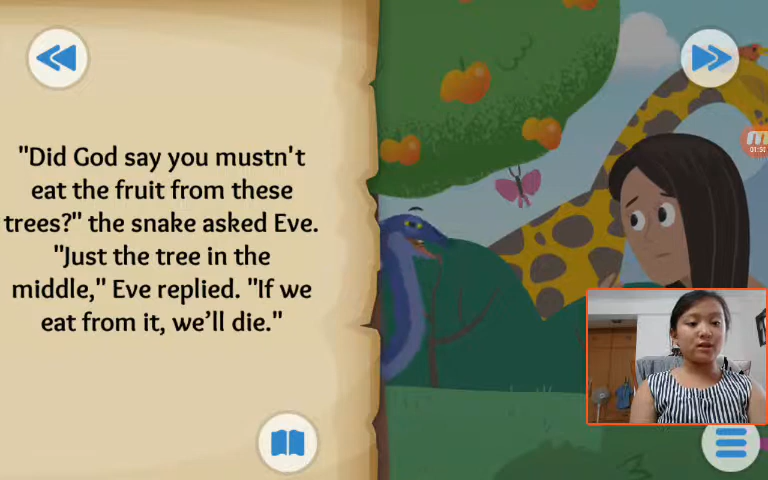 "Did God say you mustn't
eat the fruit from these
trees?" the snake asked Eve.
"Just the tree in the
middle," Eve replied. "If we
eat from it, we’ll die."